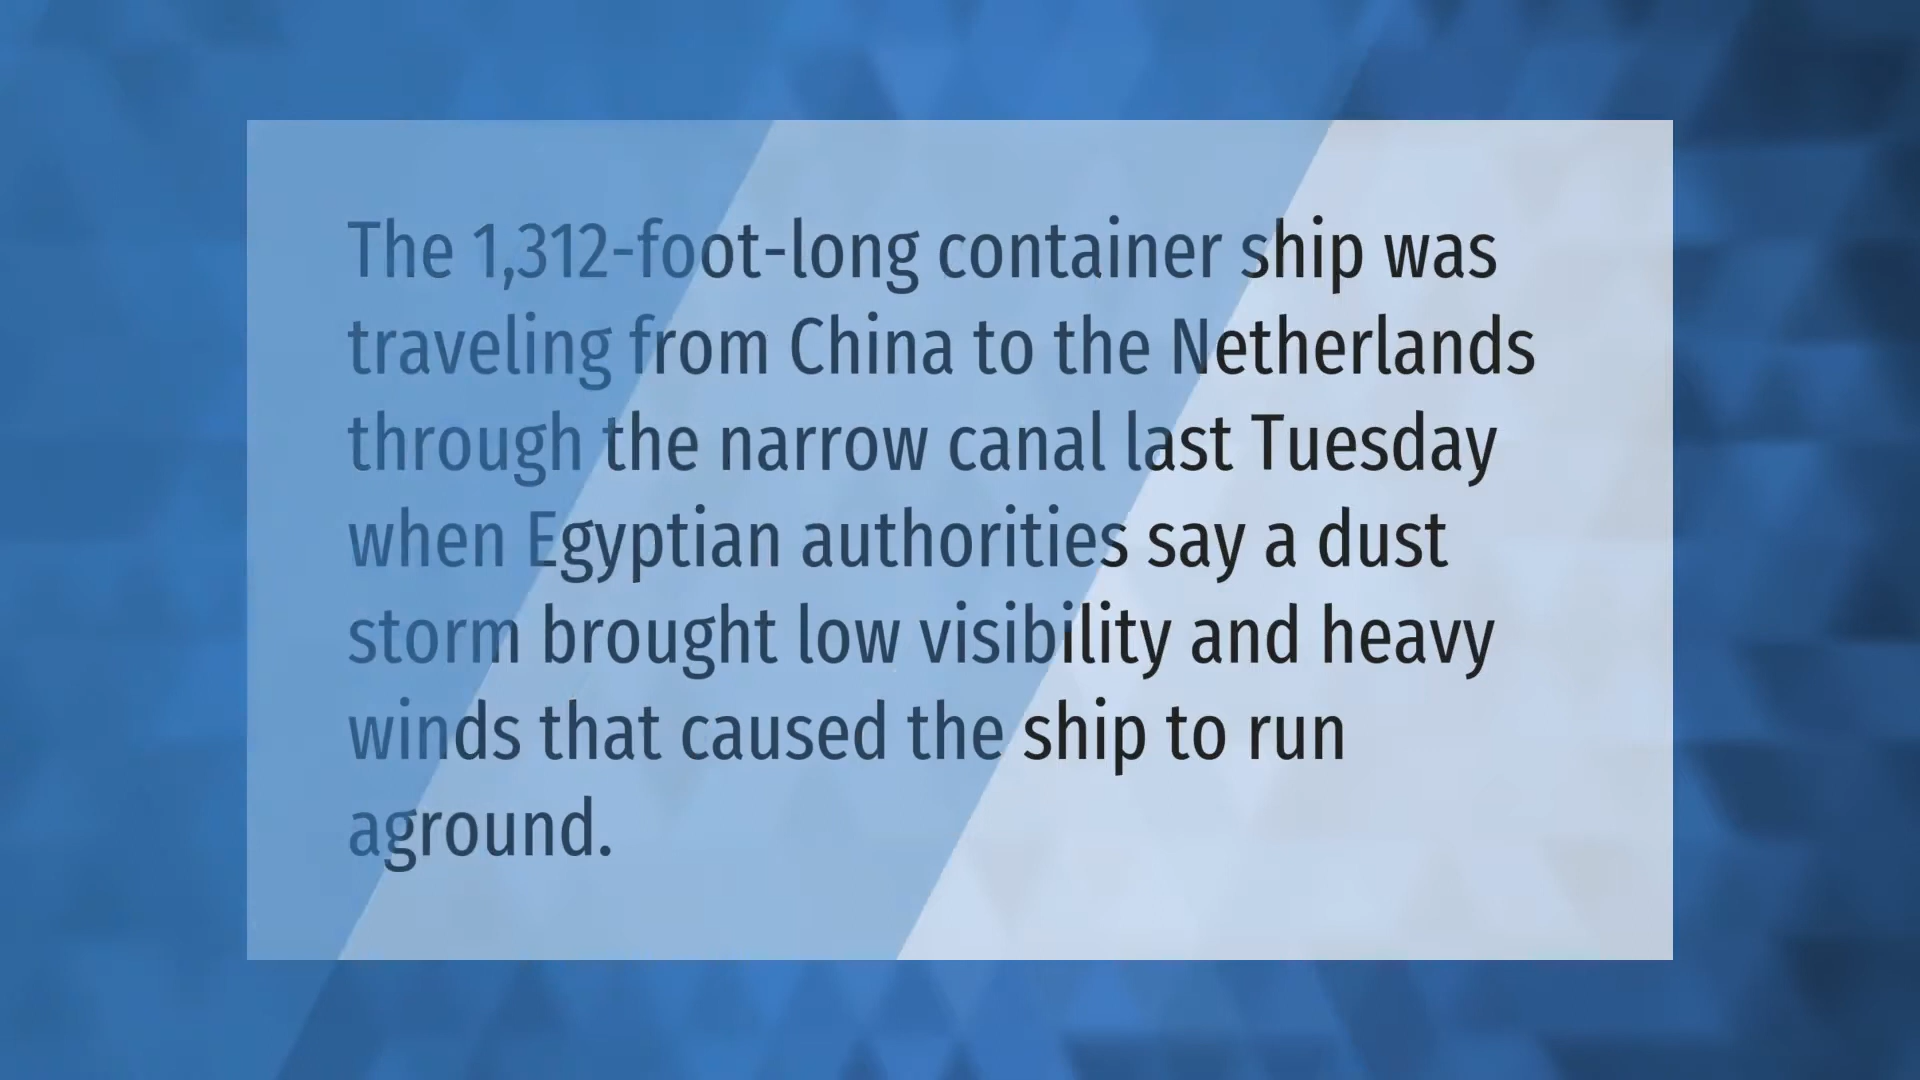 The 1,312-foot-long container ship was
traveling from China to the Netherlands
through the narrow canal last Tuesday
when Egyptian authorities say a dust
storm brought low visibility and heavy
winds that caused the ship to run
aground.